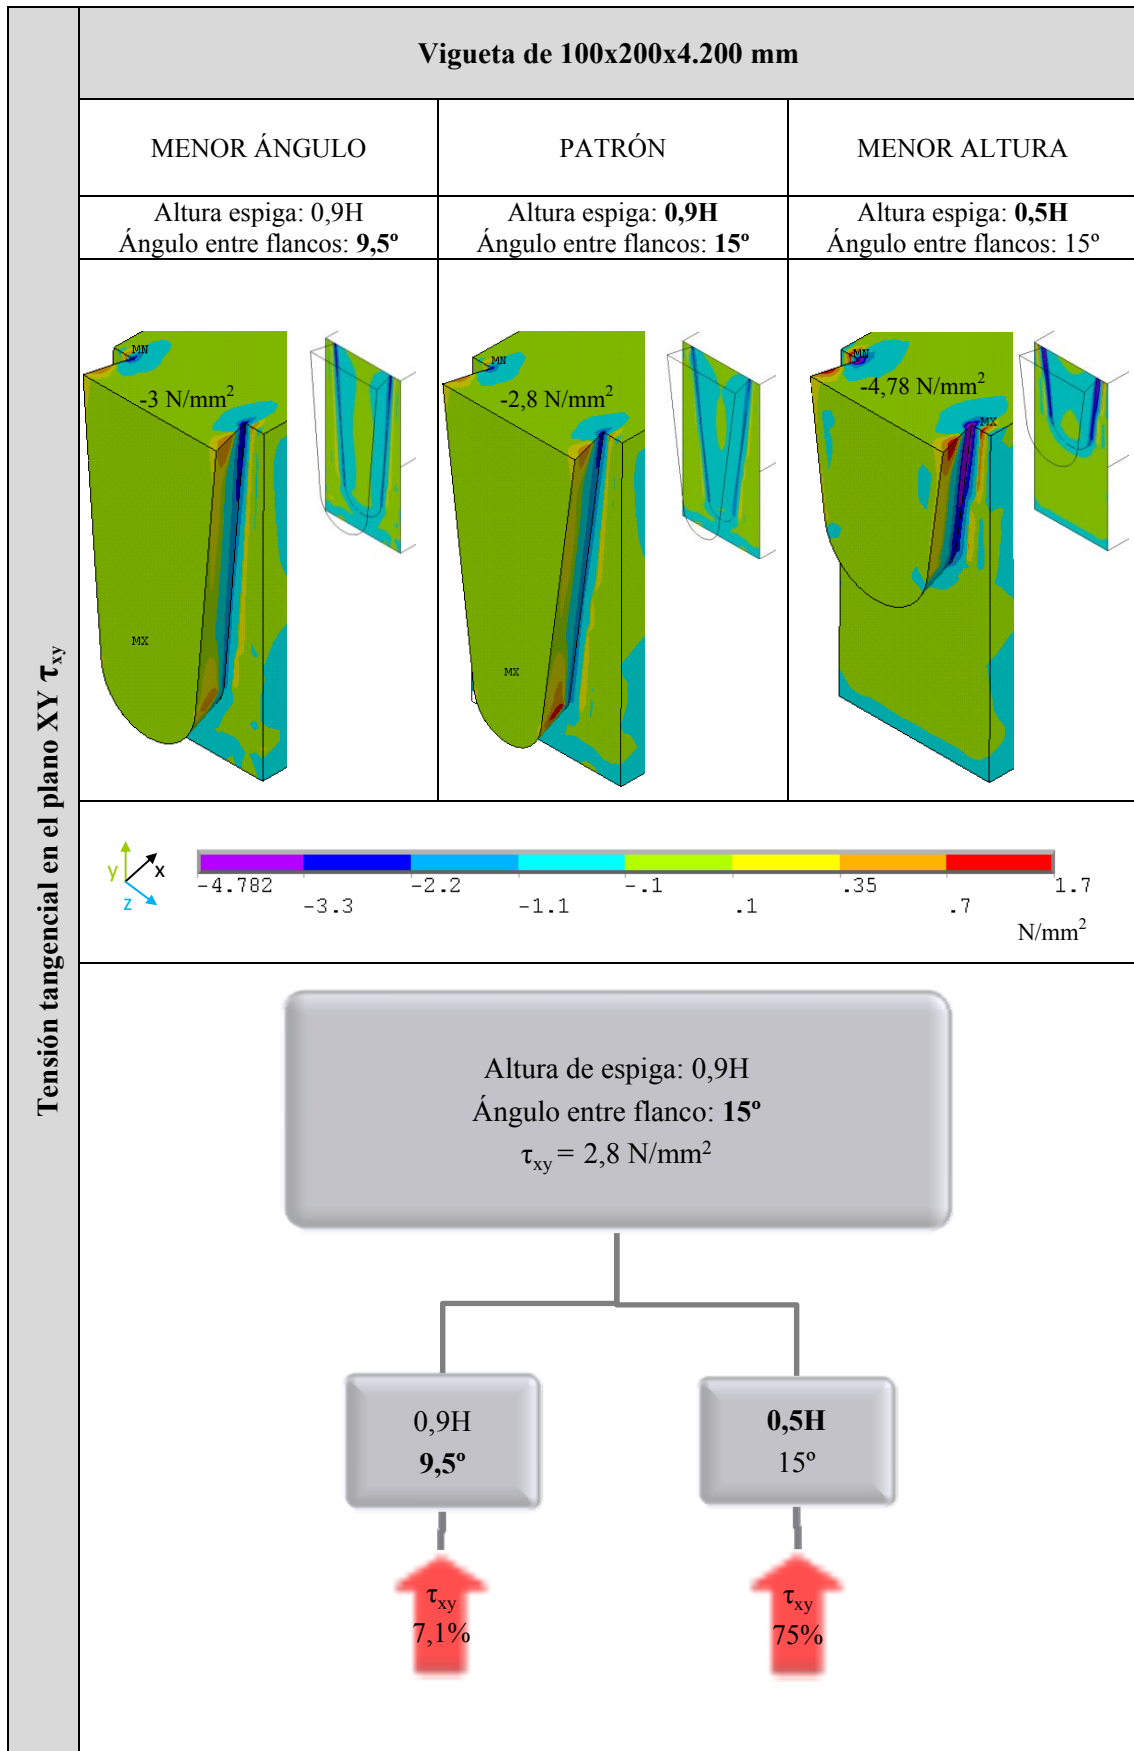 Tensión tangencial en el plano XY τxy
Vigueta de 100x200x4.200 mm
MENOR ÁNGULO
PATRÓN
MENOR ALTURA
Altura espiga: 0,9H
Ángulo entre flancos: 9,5º
Altura espiga: 0,9H
Ángulo entre flancos: 15º
Altura espiga: 0,5H
Ángulo entre flancos: 15º
MN
-3 N/mm²
MX
MN
-2,8 N/mm²
MX
MN
-4,78 N/mm²
MX
y
x
z
-4.782
-3.3
-2.2
-1.1
-.1
.1
.35
.7
1.7
N/mm²
Altura de espiga: 0,9H
Ángulo entre flanco: 15º
τxy = 2,8 N/mm²
0,9H
9,5º
0,5H
15º
τxy
7,1%
τxy
75%